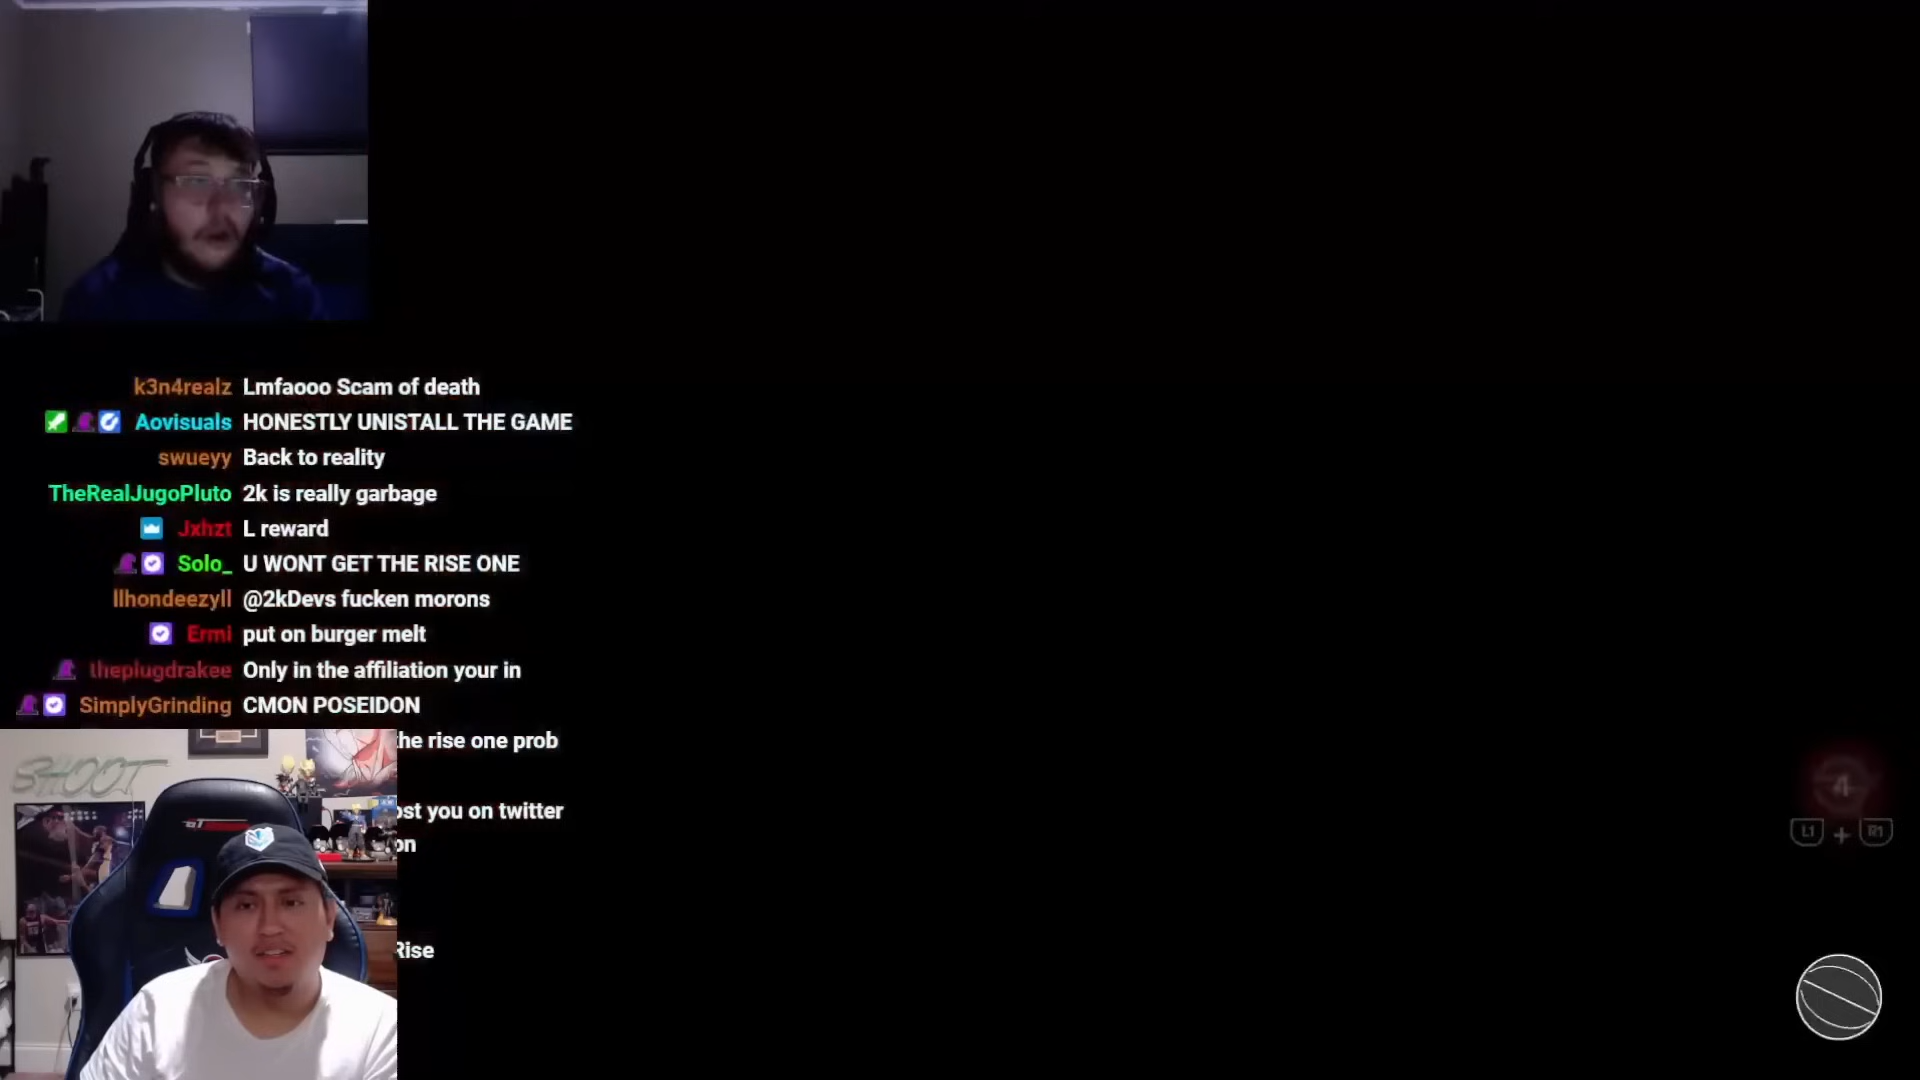 k3n4realz Lmfaooo Scam of death
Aovisuals HONESTLY UNISTALL THE GAME
swueyy Back to reality
TheRealJugoPluto 2k is really garbage
Jxhzt L reward
Solo_ U WONT GET THE RISE ONE
llhondeezyll @2kDevs fucken morons
Ermi put on burger melt
theplugdrakee Only in the affiliation your in
SimplyGrinding CMON POSEIDON
the rise one prob
you on twitter
on
Rise
SHOOT
4
L1 + R1